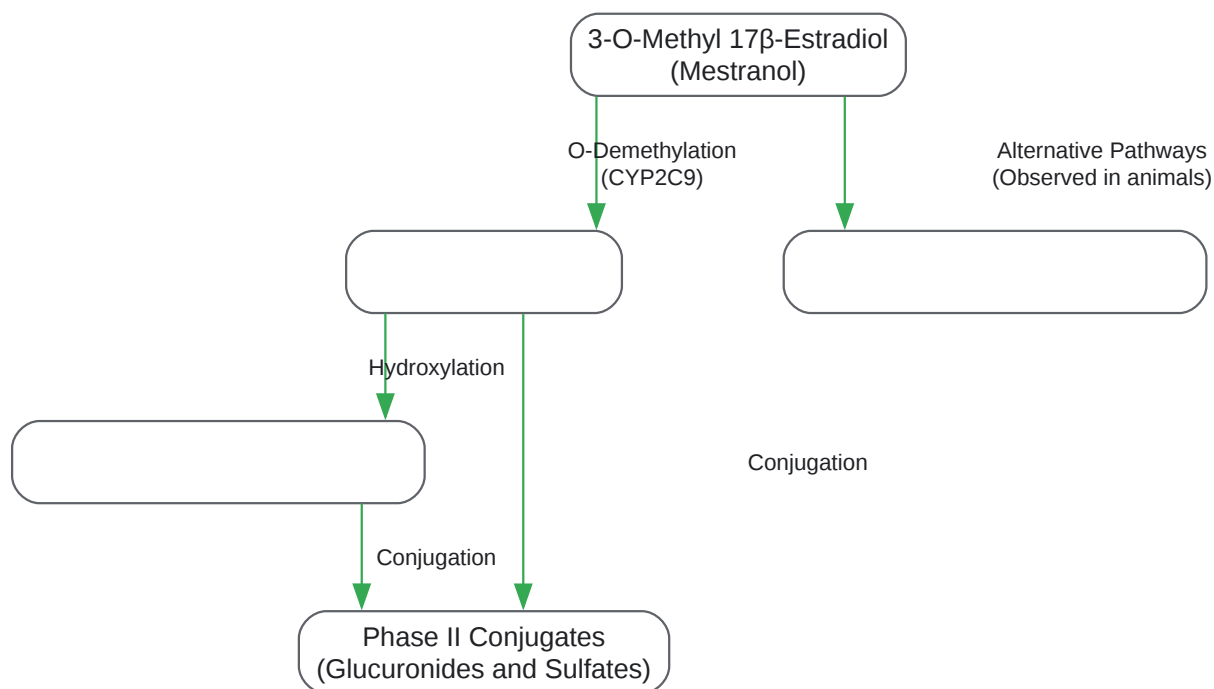 3-O-Methyl 17β-Estradiol
(Mestranol)
O-Demethylation
(CYP2C9)
Alternative Pathways
(Observed in animals)
Hydroxylation
Conjugation
Conjugation
Phase II Conjugates
(Glucuronides and Sulfates)